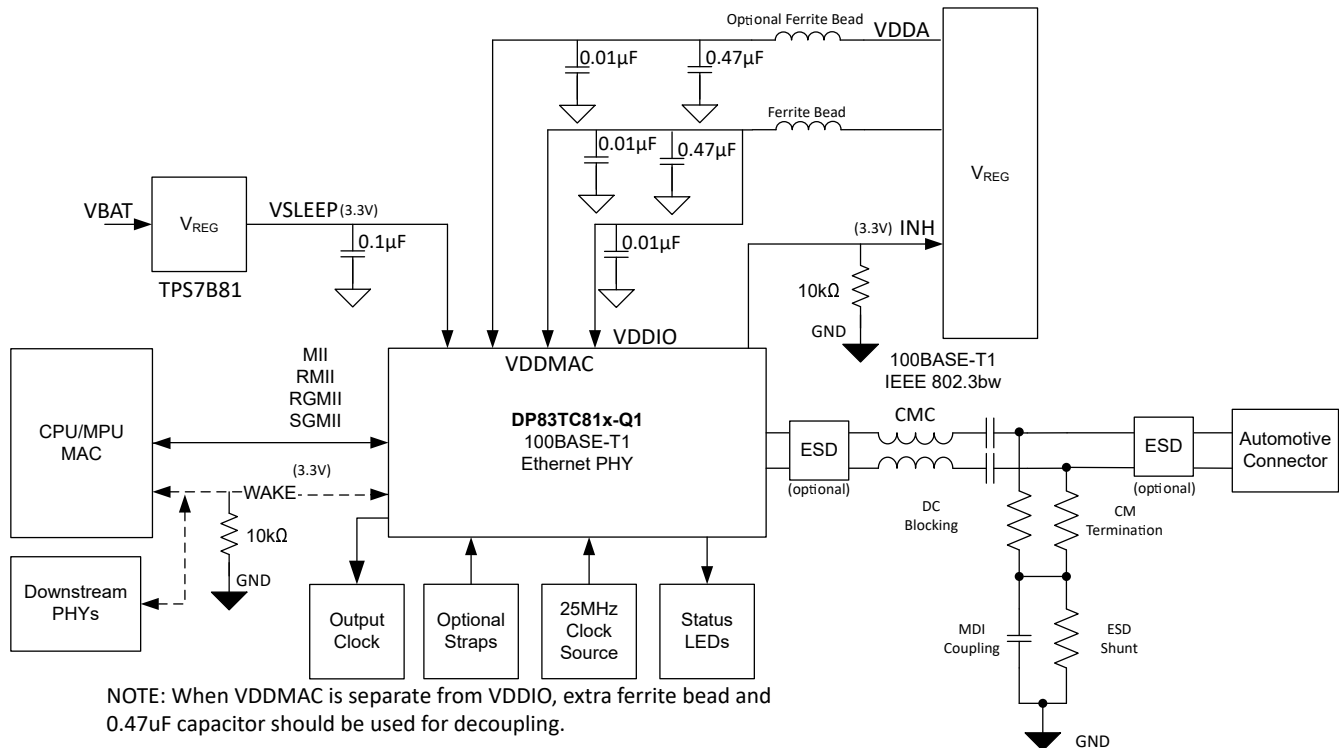 Optional Ferrite Bead
VDDA
0.01µF
0.47µF
Ferrite Bead
0.01µF
0.47µF
VREG
VBAT
VREG
VSLEEP (3.3V)
0.1µF
TPS7B81
0.01µF
(3.3V) INH
10kΩ
GND
VDDIO
VDDMAC
100BASE-T1
IEEE 802.3bw
MII
RMII
RGMII
SGMII
CPU/MPU
MAC
DP83TC81x-Q1
100BASE-T1
Ethernet PHY
CMC
ESD
(optional)
ESD
(optional)
Automotive
Connector
(3.3V)
WAKE
10kΩ
GND
DC
Blocking
CM
Termination
Downstream
PHYs
Output
Clock
Optional
Straps
25MHz
Clock
Source
Status
LEDs
MDI
Coupling
ESD
Shunt
GND
NOTE: When VDDMAC is separate from VDDIO, extra ferrite bead and
0.47uF capacitor should be used for decoupling.